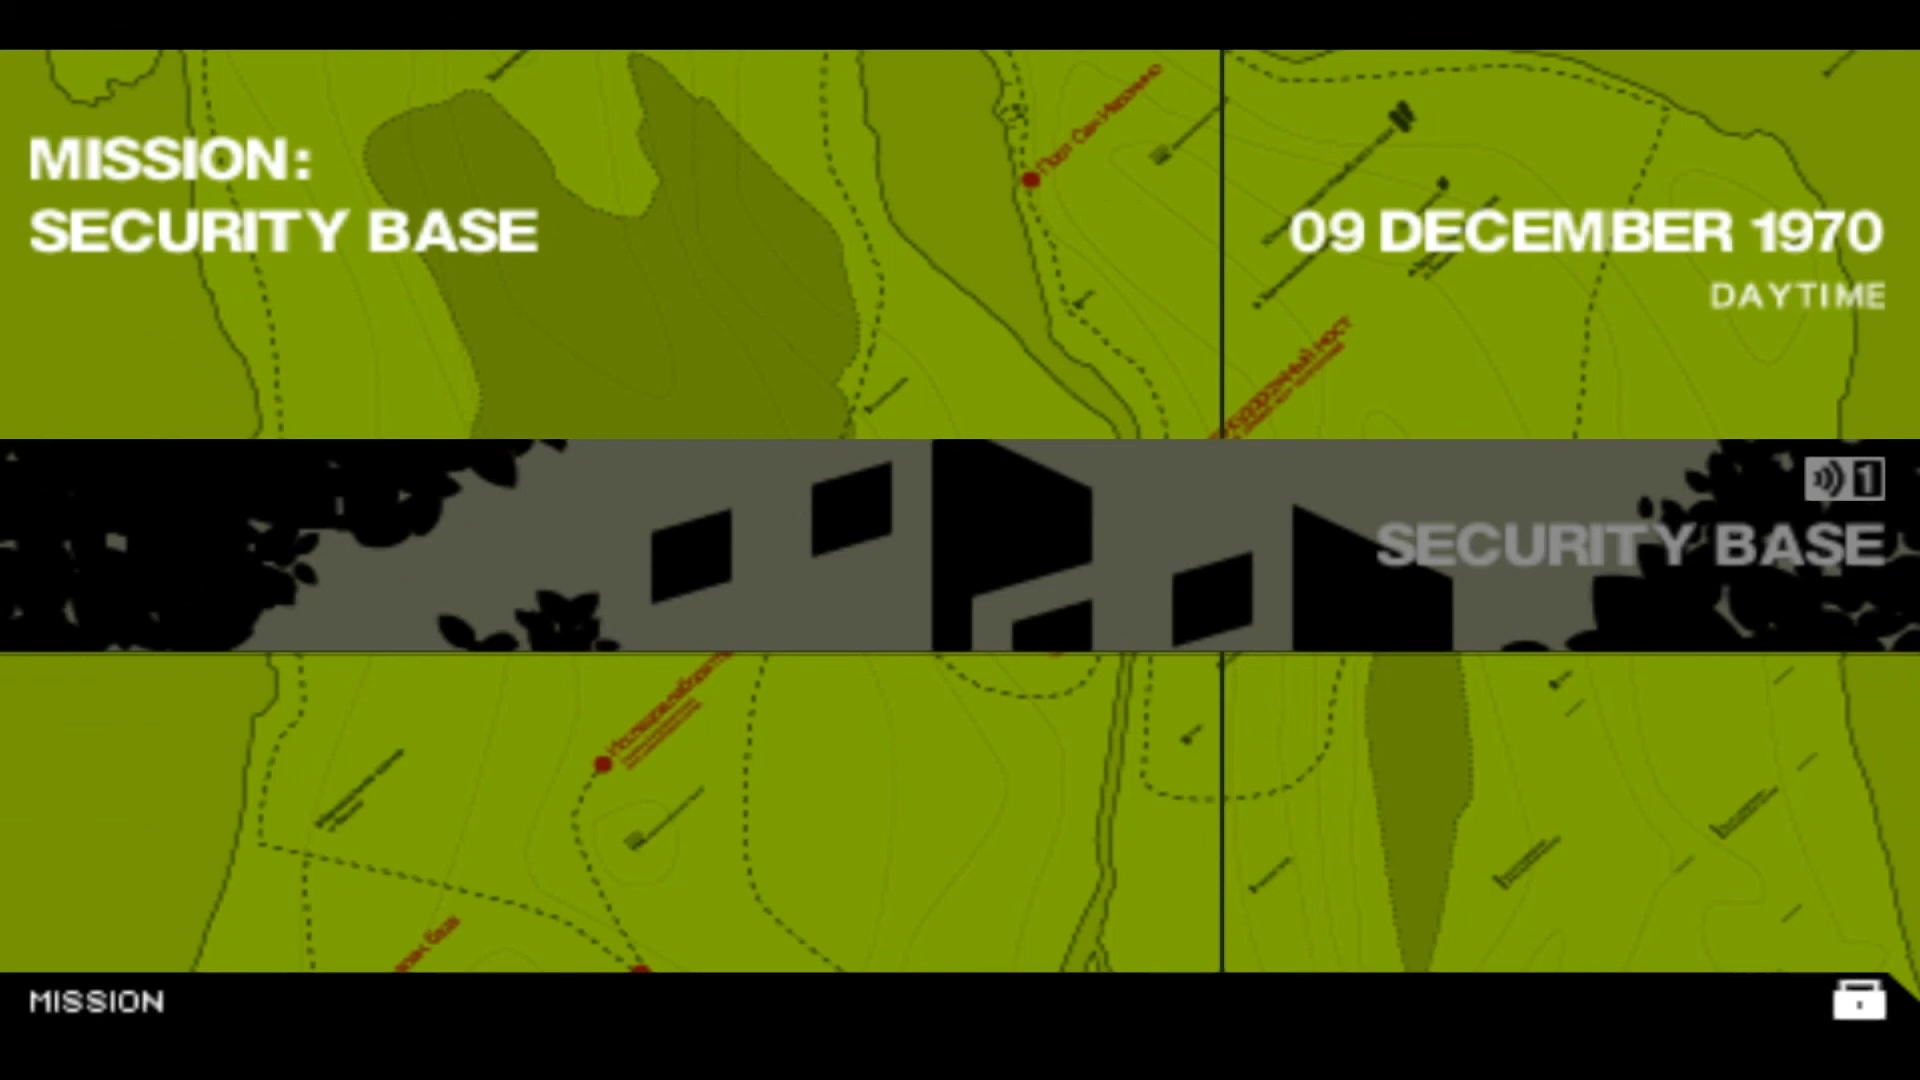 MISSION:
SECURITY BASE
09 DECEMBER 1970
DAYTIME
1
SECURITY BASE
MISSION